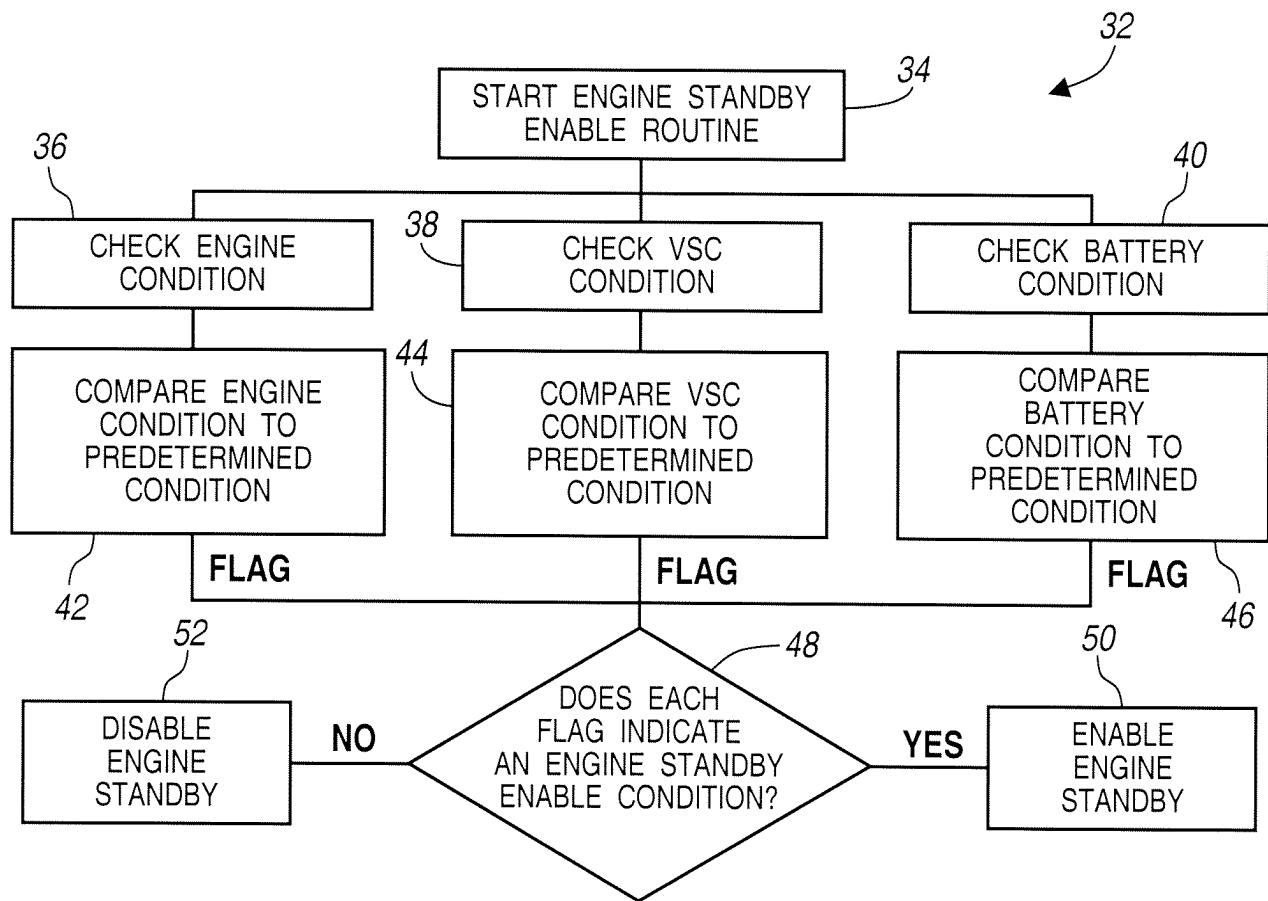 32
START ENGINE STANDBY
ENABLE ROUTINE
34
36
CHECK ENGINE
CONDITION
38
CHECK VSC
CONDITION
40
CHECK BATTERY
CONDITION
COMPARE ENGINE
CONDITION TO
PREDETERMINED
CONDITION
42
FLAG
44
COMPARE VSC
CONDITION TO
PREDETERMINED
CONDITION
FLAG
COMPARE
BATTERY
CONDITION TO
PREDETERMINED
CONDITION
FLAG
46
48
DOES EACH
FLAG INDICATE
AN ENGINE STANDBY
ENABLE CONDITION?
52
DISABLE
ENGINE
STANDBY
NO
YES
50
ENABLE
ENGINE
STANDBY